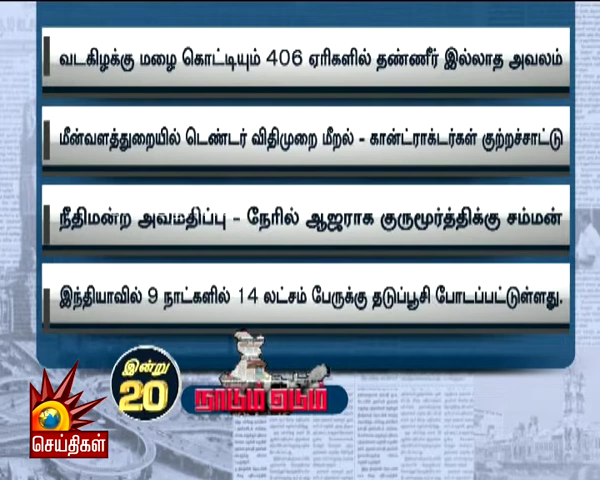 வடகிழக்கு மழை கொட்டியும் 406 ஏரிகளில் தண்ணீர் இல்லாத அவலம்
மீன்வளத்துறையில் டெண்டர் விதிமுறை மீறல் - கான்ட்ராக்டர்கள் குற்றச்சாட்டு
நீதிமன்ற அவமதிப்பு - நேரில் ஆஜராக குருமூர்த்திக்கு சம்மன்
இந்தியாவில் 9 நாட்களில் 14 லட்சம் பேருக்கு தடுப்பூசி போடப்பட்டுள்ளது.
இன்று
20
செய்திகள்